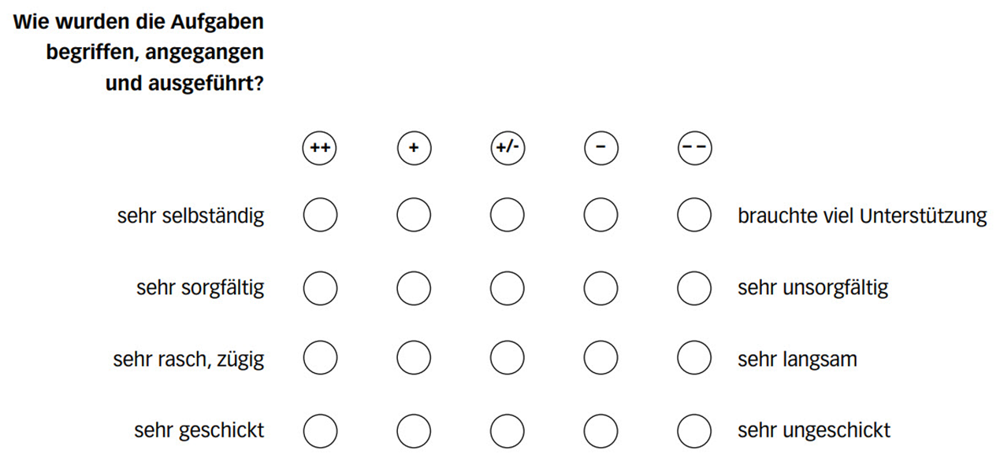 Wie wurden die Aufgaben
begriffen, angegangen
und ausgeführt?
++ + +/- – – –
sehr selbständig brauchte viel Unterstützung
sehr sorgfältig sehr unsorgfältig
sehr rasch, zügig sehr langsam
sehr geschickt sehr ungeschickt